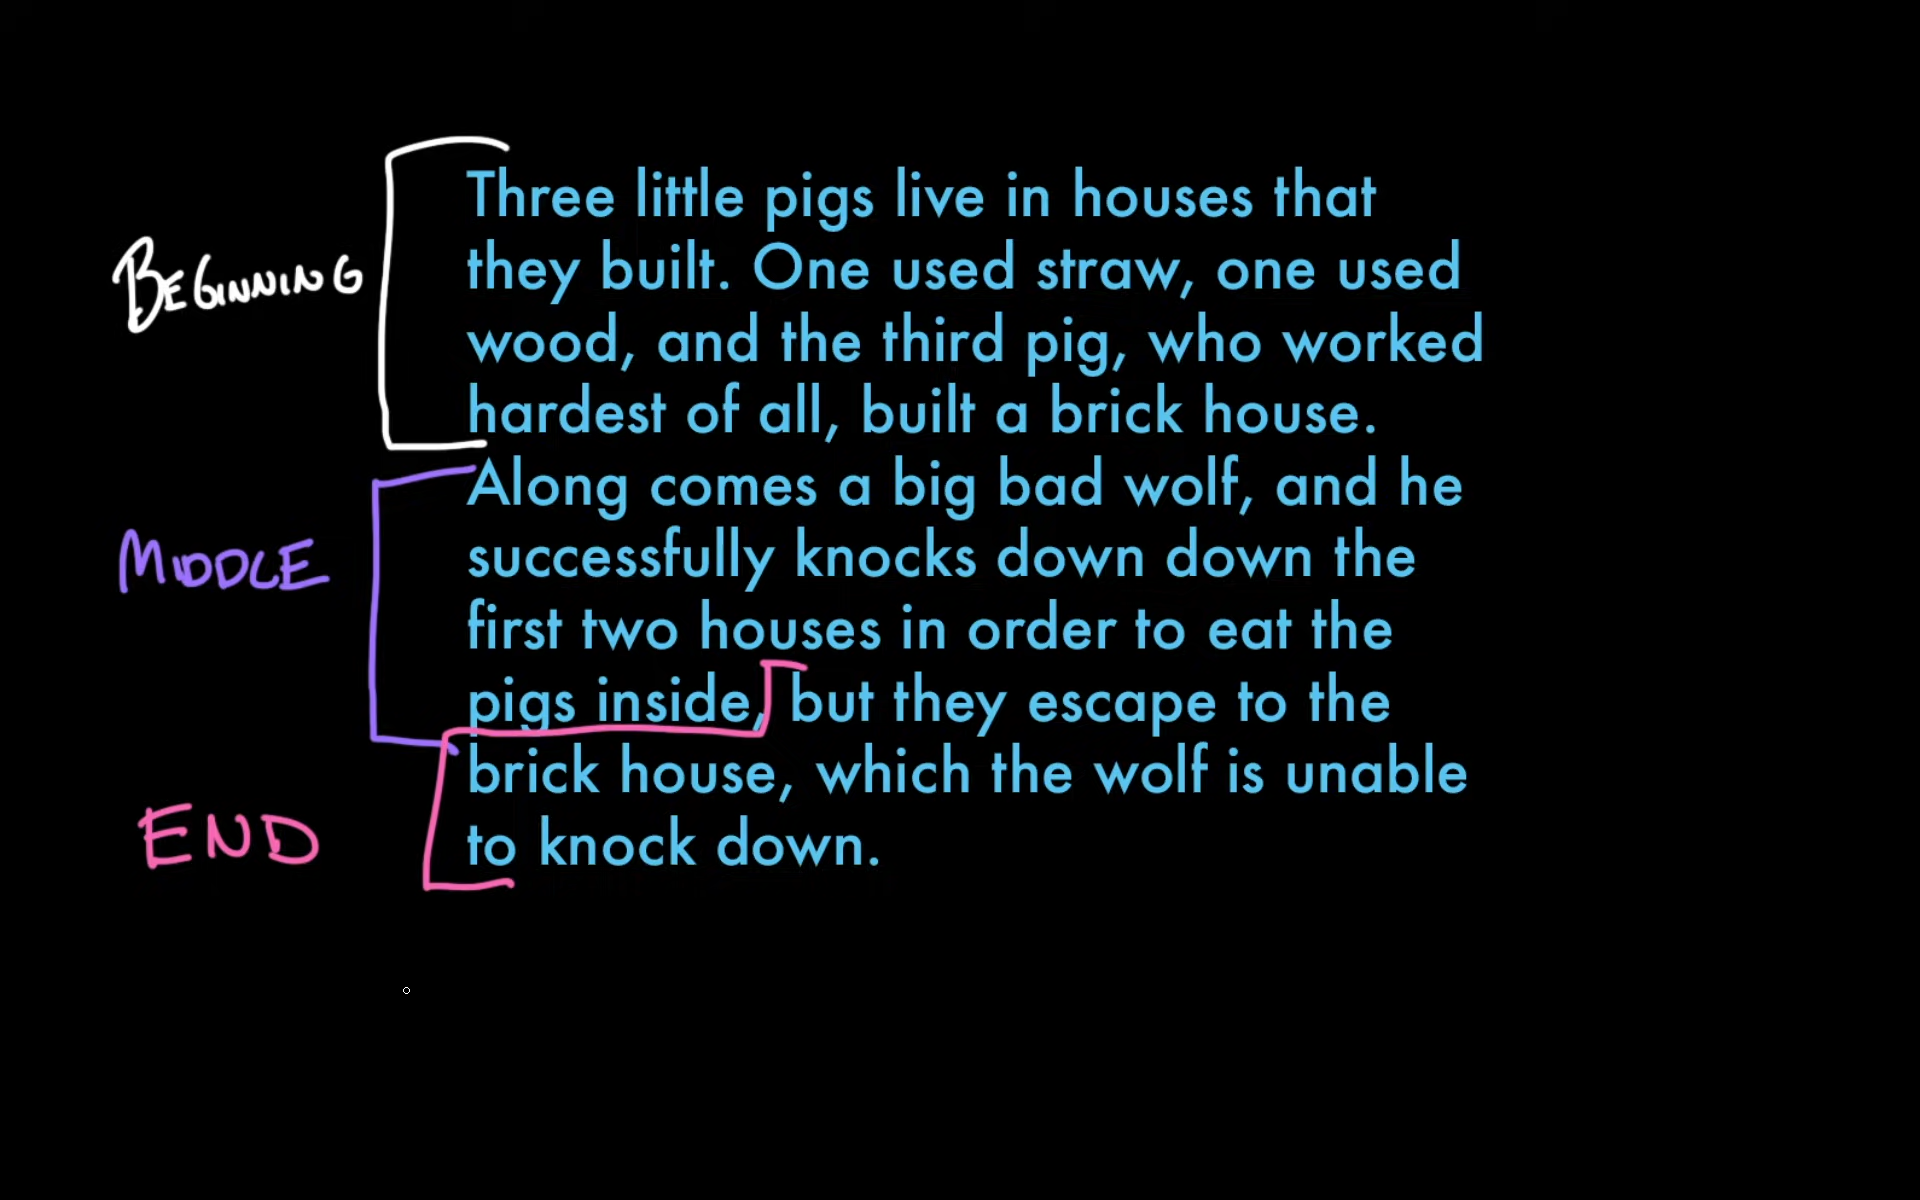 BEGINNING
Three little pigs live in houses that
they built. One used straw, one used
wood, and the third pig, who worked
hardest of all, built a brick house.
Along comes a big bad wolf, and he
successfully knocks down down the
MIDDLE
first two houses in order to eat the
pigs inside, but they escape to the
brick house, which the wolf is unable
to knock down.
END